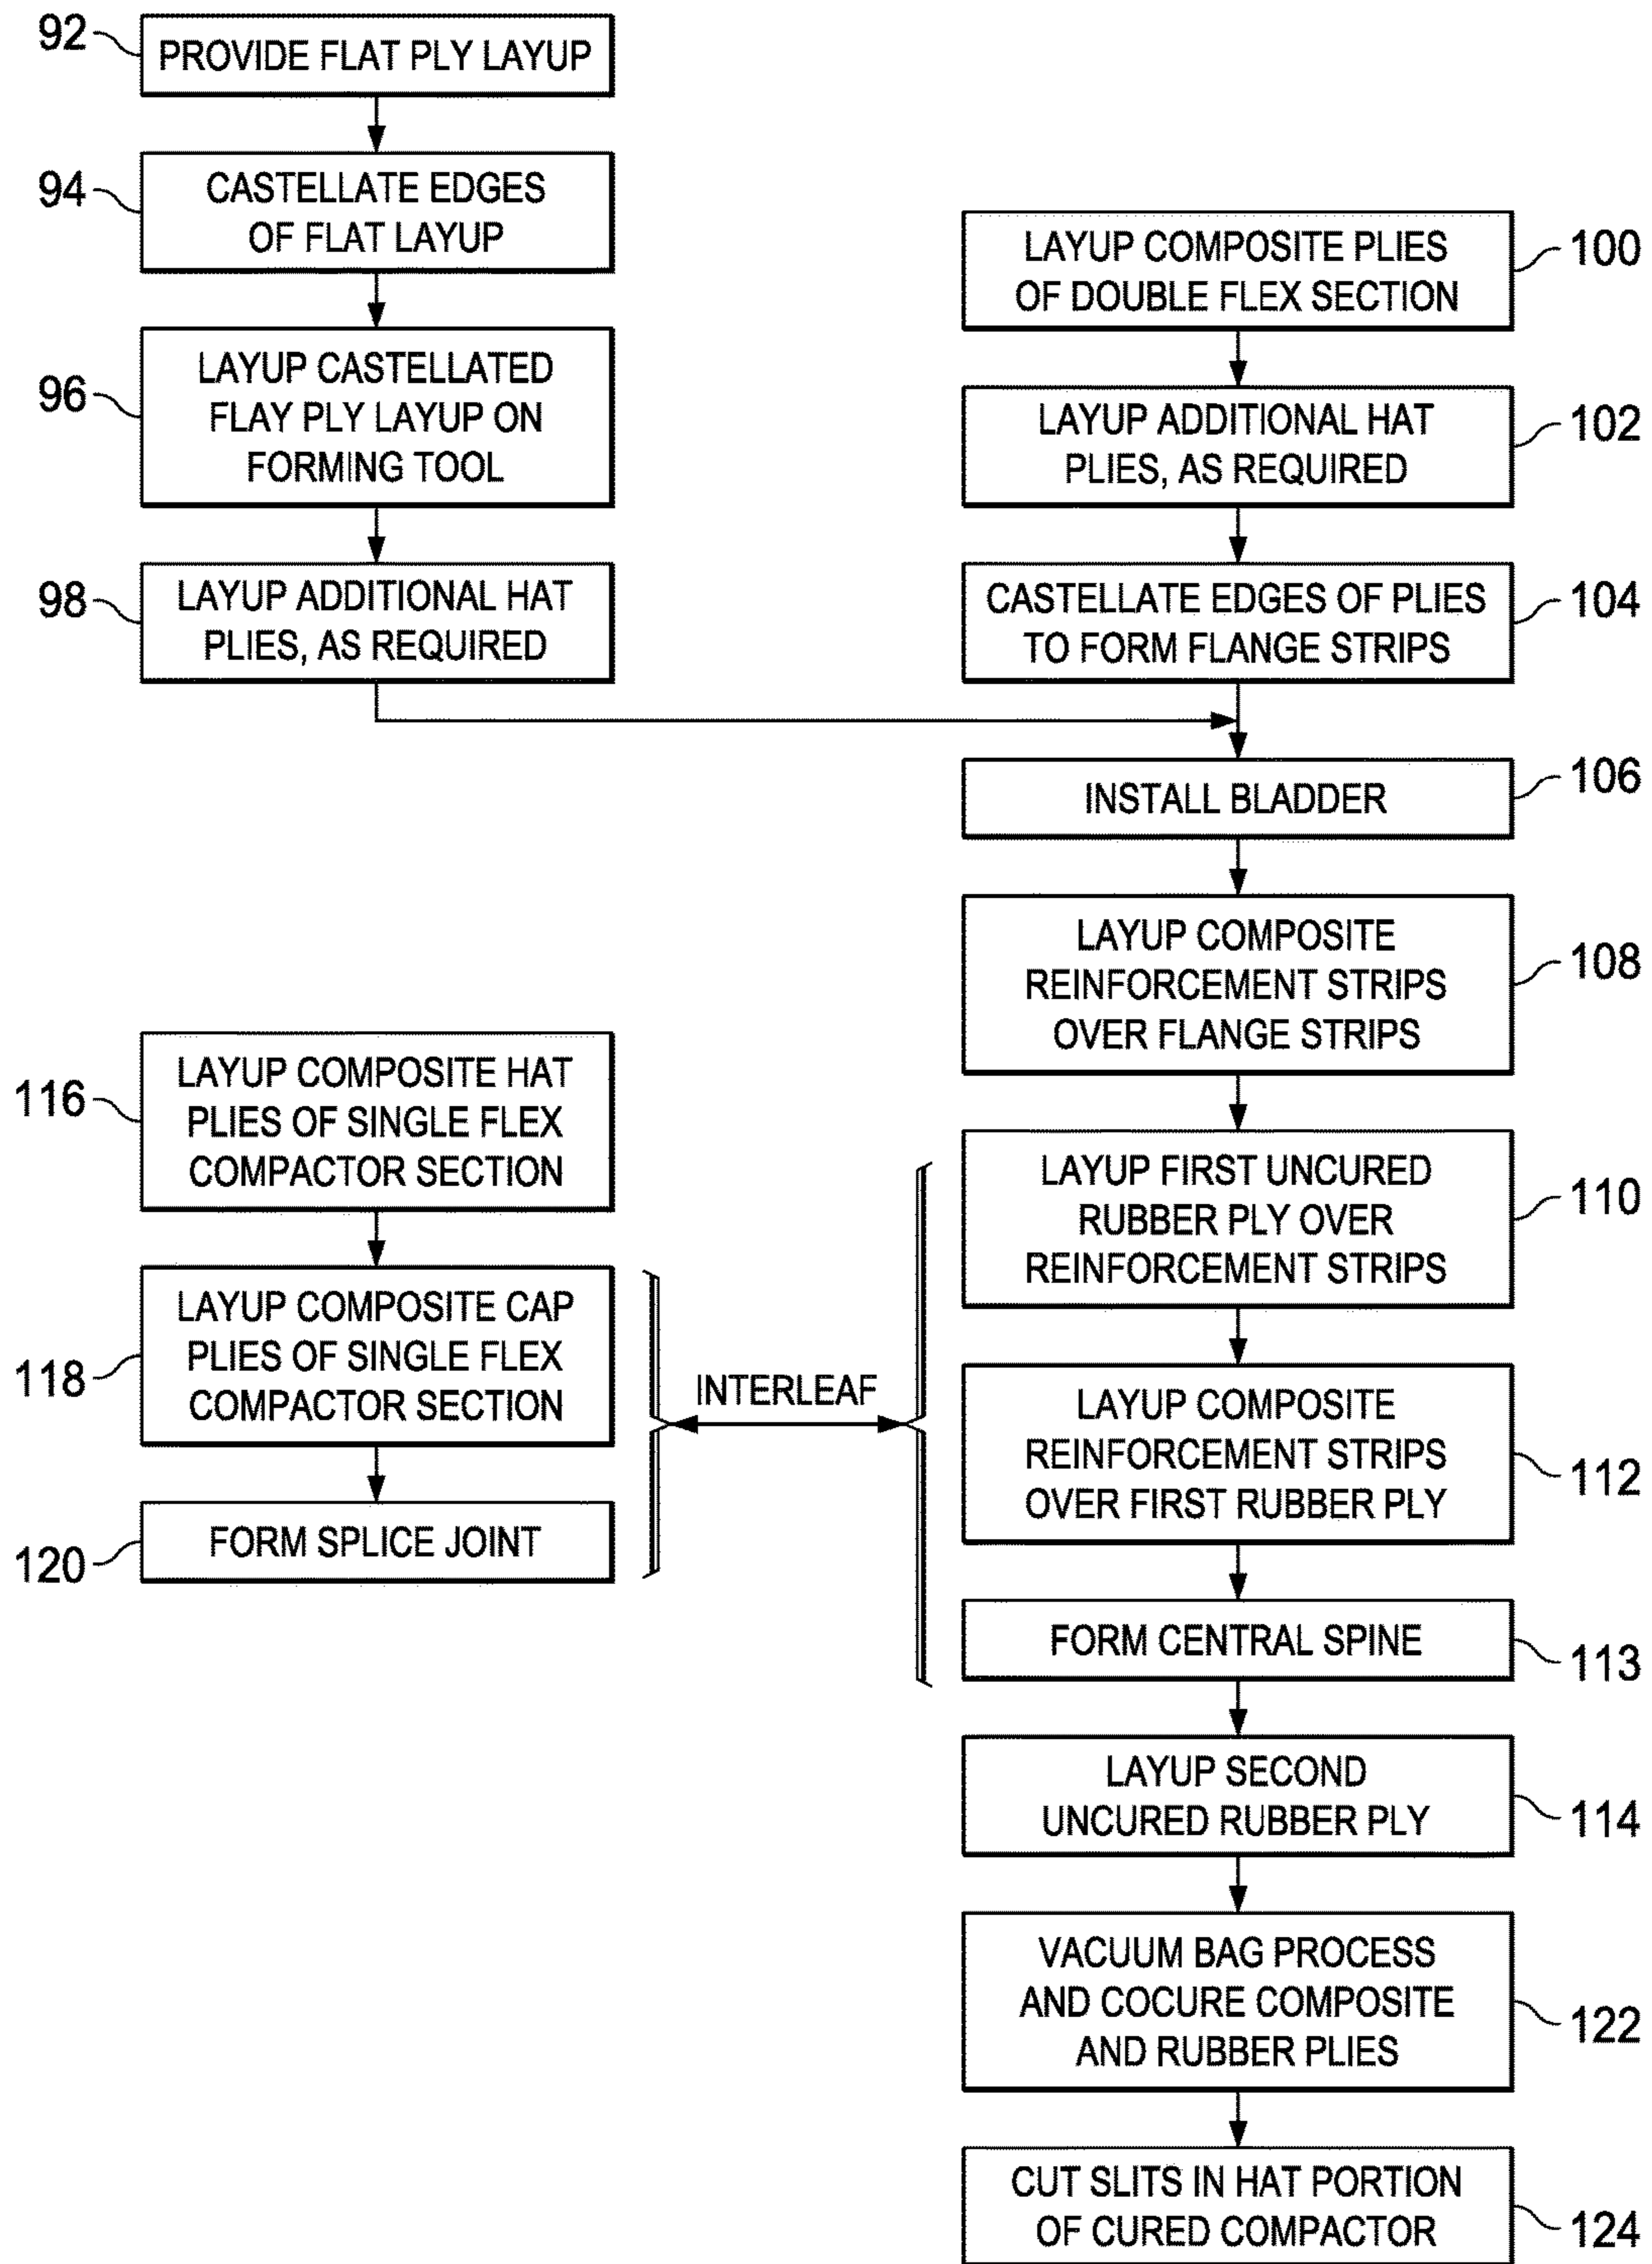 92
PROVIDE FLAT PLY LAYUP
94
CASTELLATE EDGES
OF FLAT LAYUP
96
LAYUP CASTELLATED
FLAY PLY LAYUP ON
FORMING TOOL
98
LAYUP ADDITIONAL HAT
PLIES, AS REQUIRED
LAYUP COMPOSITE PLIES
OF DOUBLE FLEX SECTION
100
LAYUP ADDITIONAL HAT
PLIES, AS REQUIRED
102
CASTELLATE EDGES OF PLIES
TO FORM FLANGE STRIPS
104
INSTALL BLADDER
106
LAYUP COMPOSITE
REINFORCEMENT STRIPS
OVER FLANGE STRIPS
108
116
LAYUP COMPOSITE HAT
PLIES OF SINGLE FLEX
COMPACTOR SECTION
118
LAYUP COMPOSITE CAP
PLIES OF SINGLE FLEX
COMPACTOR SECTION
120
FORM SPLICE JOINT
INTERLEAF
LAYUP FIRST UNCURED
RUBBER PLY OVER
REINFORCEMENT STRIPS
110
LAYUP COMPOSITE
REINFORCEMENT STRIPS
OVER FIRST RUBBER PLY
112
FORM CENTRAL SPINE
113
LAYUP SECOND
UNCURED RUBBER PLY
114
VACUUM BAG PROCESS
AND COCURE COMPOSITE
AND RUBBER PLIES
122
CUT SLITS IN HAT PORTION
OF CURED COMPACTOR
124